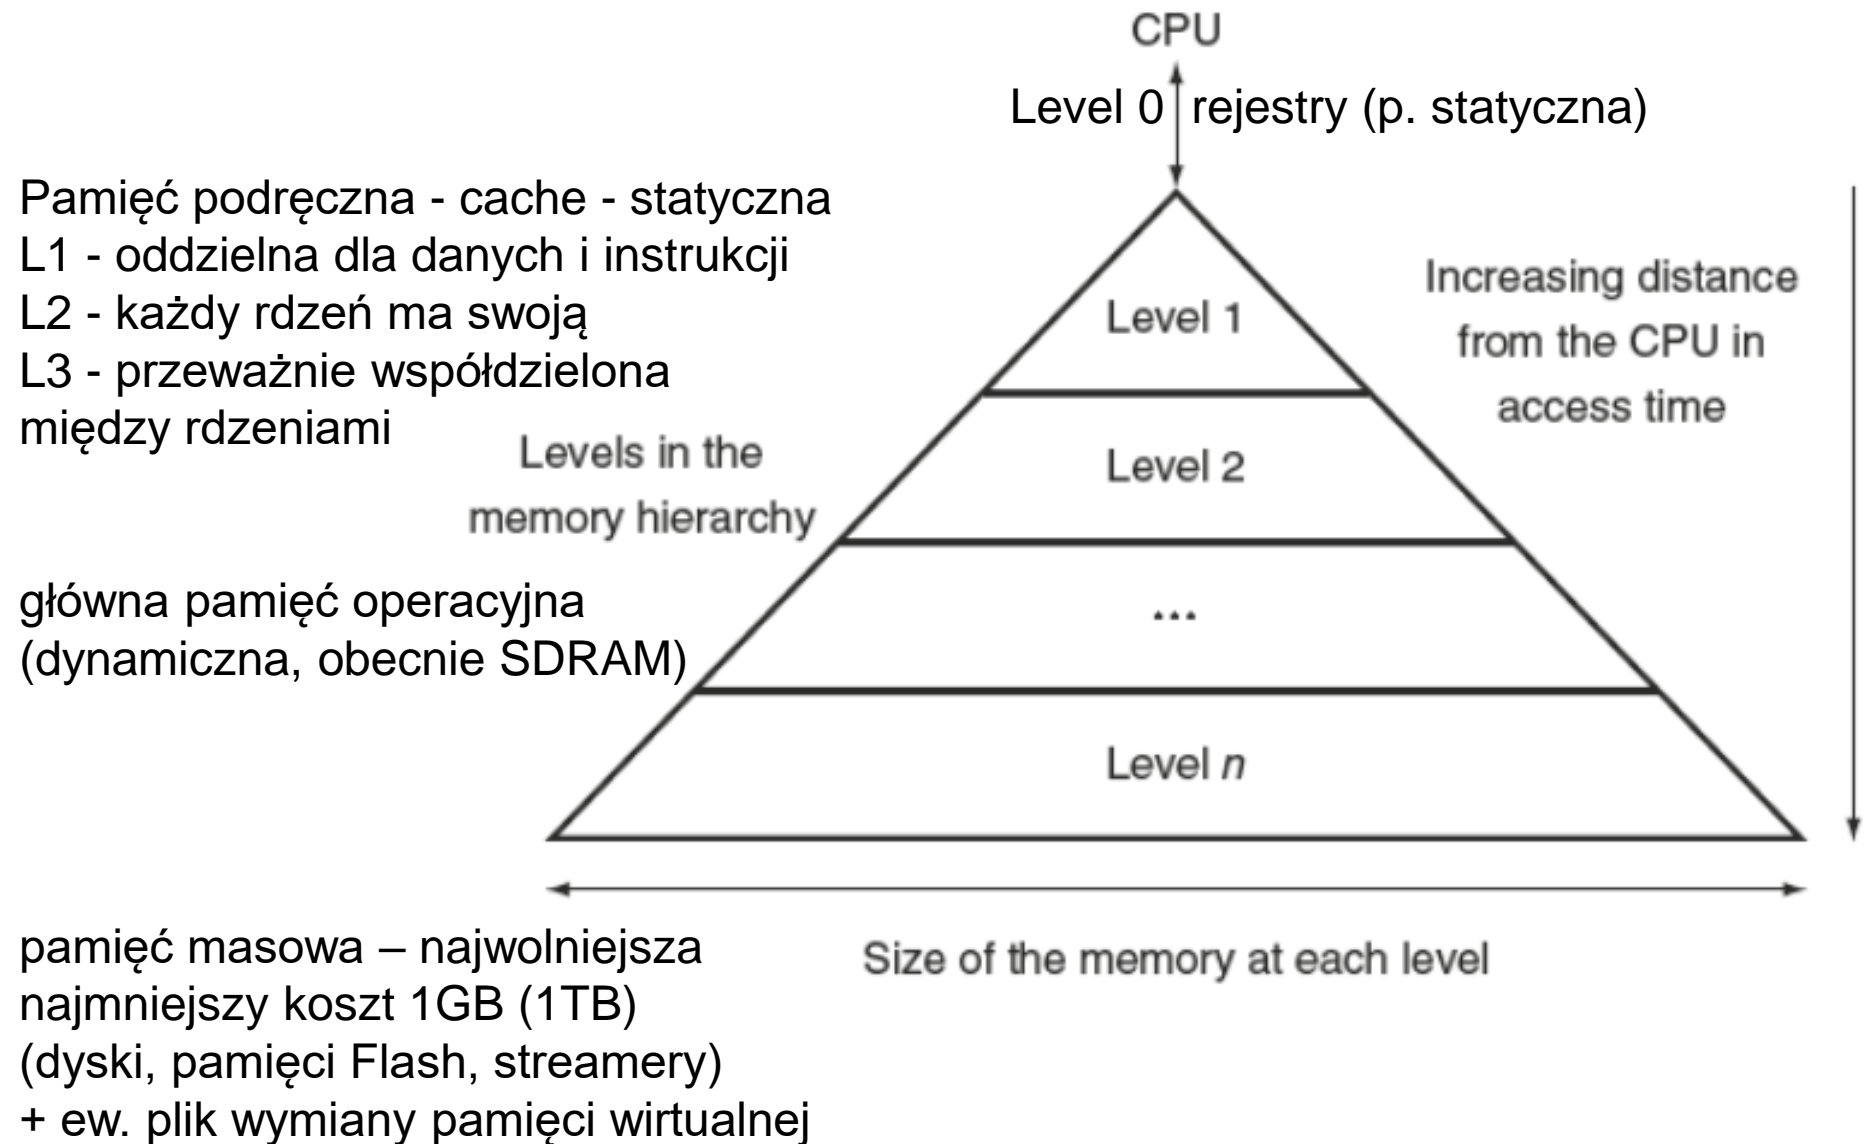 CPU
Level 0 rejestry (p. statyczna)
Pamięć podręczna - cache - statyczna
L1 - oddzielna dla danych i instrukcji
L2 - każdy rdzeń ma swoją
L3 - przeważnie współdzielona
między rdzeniami
Levels in the
memory hierarchy
Level 1
Level 2
...
Level n
Increasing distance
from the CPU in
access time
główna pamięć operacyjna
(dynamiczna, obecnie SDRAM)
Size of the memory at each level
pamięć masowa – najwolniejsza
najmniejszy koszt 1GB (1TB)
(dyski, pamięci Flash, streamery)
+ ew. plik wymiany pamięci wirtualnej